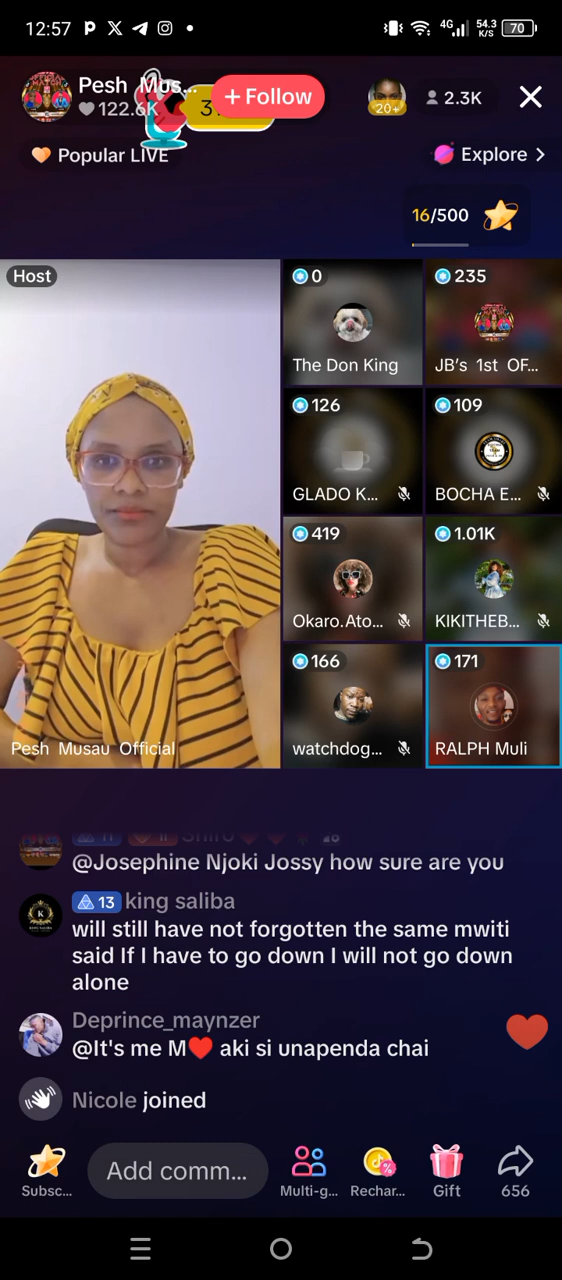 12:57
4G
54.3
K/S
70
Pesh Mus...
122.6K
+ Follow
20+
2.3K
Popular LIVE
Explore
16/500
Host
0
The Don King
235
JB's 1st OF...
126
GLADO K...
109
BOCHA E...
419
Okaro.Ato...
1.01K
KIKITHEB...
166
watchdog...
171
RALPH Muli
Pesh Musau Official
@Josephine Njoki Jossy how sure are you
13 king saliba
will still have not forgotten the same mwiti
said If I have to go down I will not go down
alone
Deprince_maynzer
@It's me M❤️ aki si unapenda chai
Nicole joined
Subsc...
Add comm...
Multi-g...
Rechar...
Gift
656